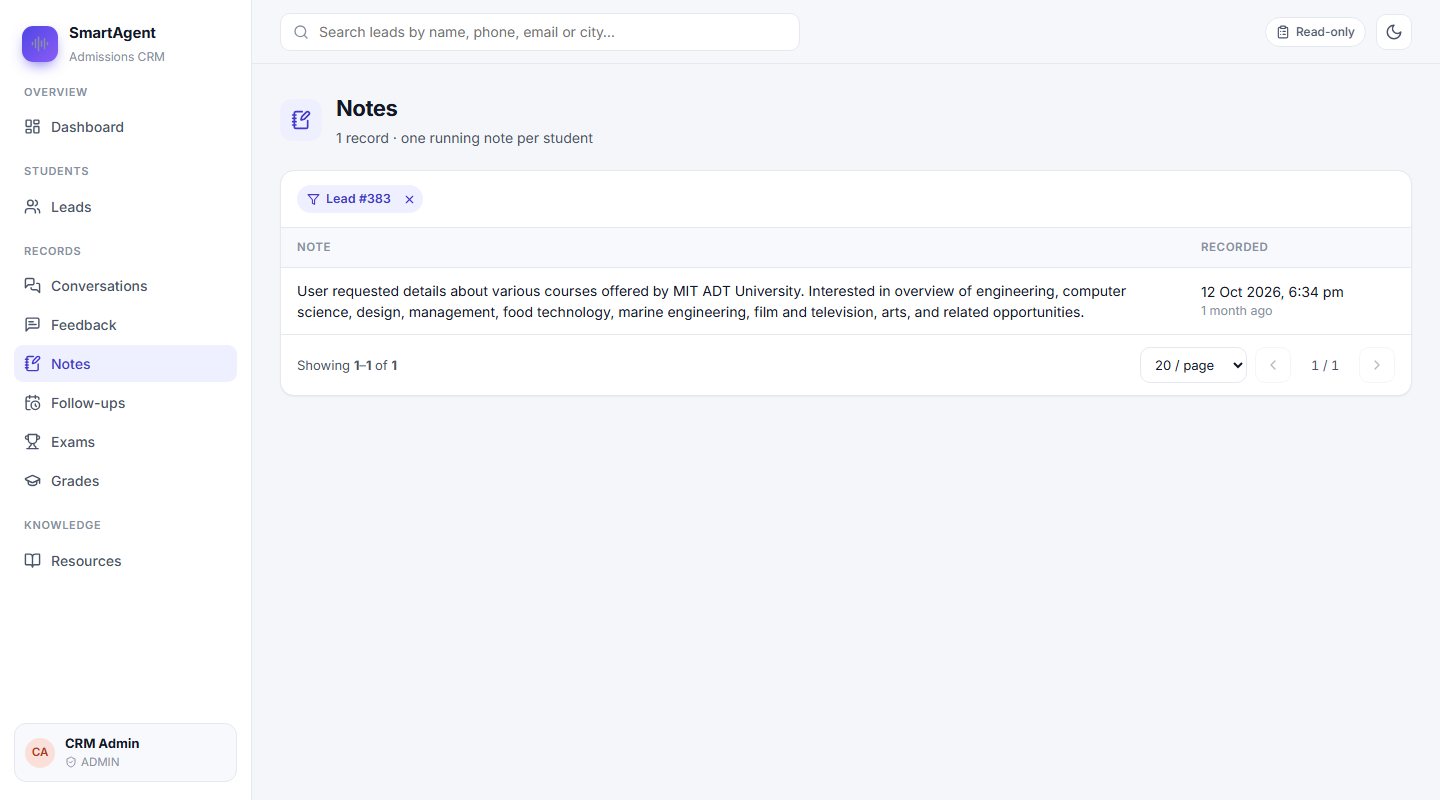 SmartAgent
Admissions CRM
OVERVIEW
Dashboard
STUDENTS
Leads
RECORDS
Conversations
Feedback
Notes
Follow-ups
Exams
Grades
KNOWLEDGE
Resources
CA
CRM Admin
ADMIN
Search leads by name, phone, email or city...
Read-only
Notes
1 record · one running note per student
Lead #383
NOTE
RECORDED
User requested details about various courses offered by MIT ADT University. Interested in overview of engineering, computer
science, design, management, food technology, marine engineering, film and television, arts, and related opportunities.
12 Oct 2026, 6:34 pm
1 month ago
Showing 1–1 of 1
20 / page
1 / 1